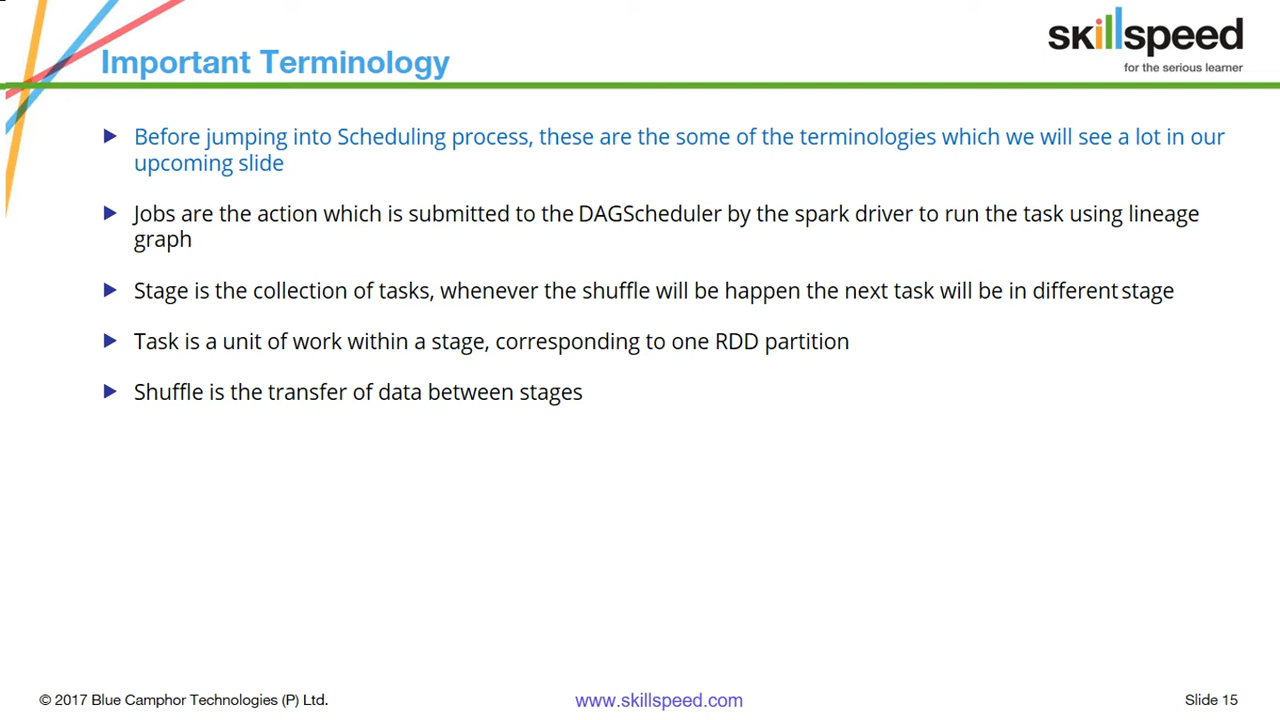 skillspeed
for the serious learner
Important Terminology
Before jumping into Scheduling process, these are the some of the terminologies which we will see a lot in our
upcoming slide
Jobs are the action which is submitted to the DAGScheduler by the spark driver to run the task using lineage
graph
Stage is the collection of tasks, whenever the shuffle will be happen the next task will be in different stage
Task is a unit of work within a stage, corresponding to one RDD partition
Shuffle is the transfer of data between stages
© 2017 Blue Camphor Technologies (P) Ltd.
www.skillspeed.com
Slide 15